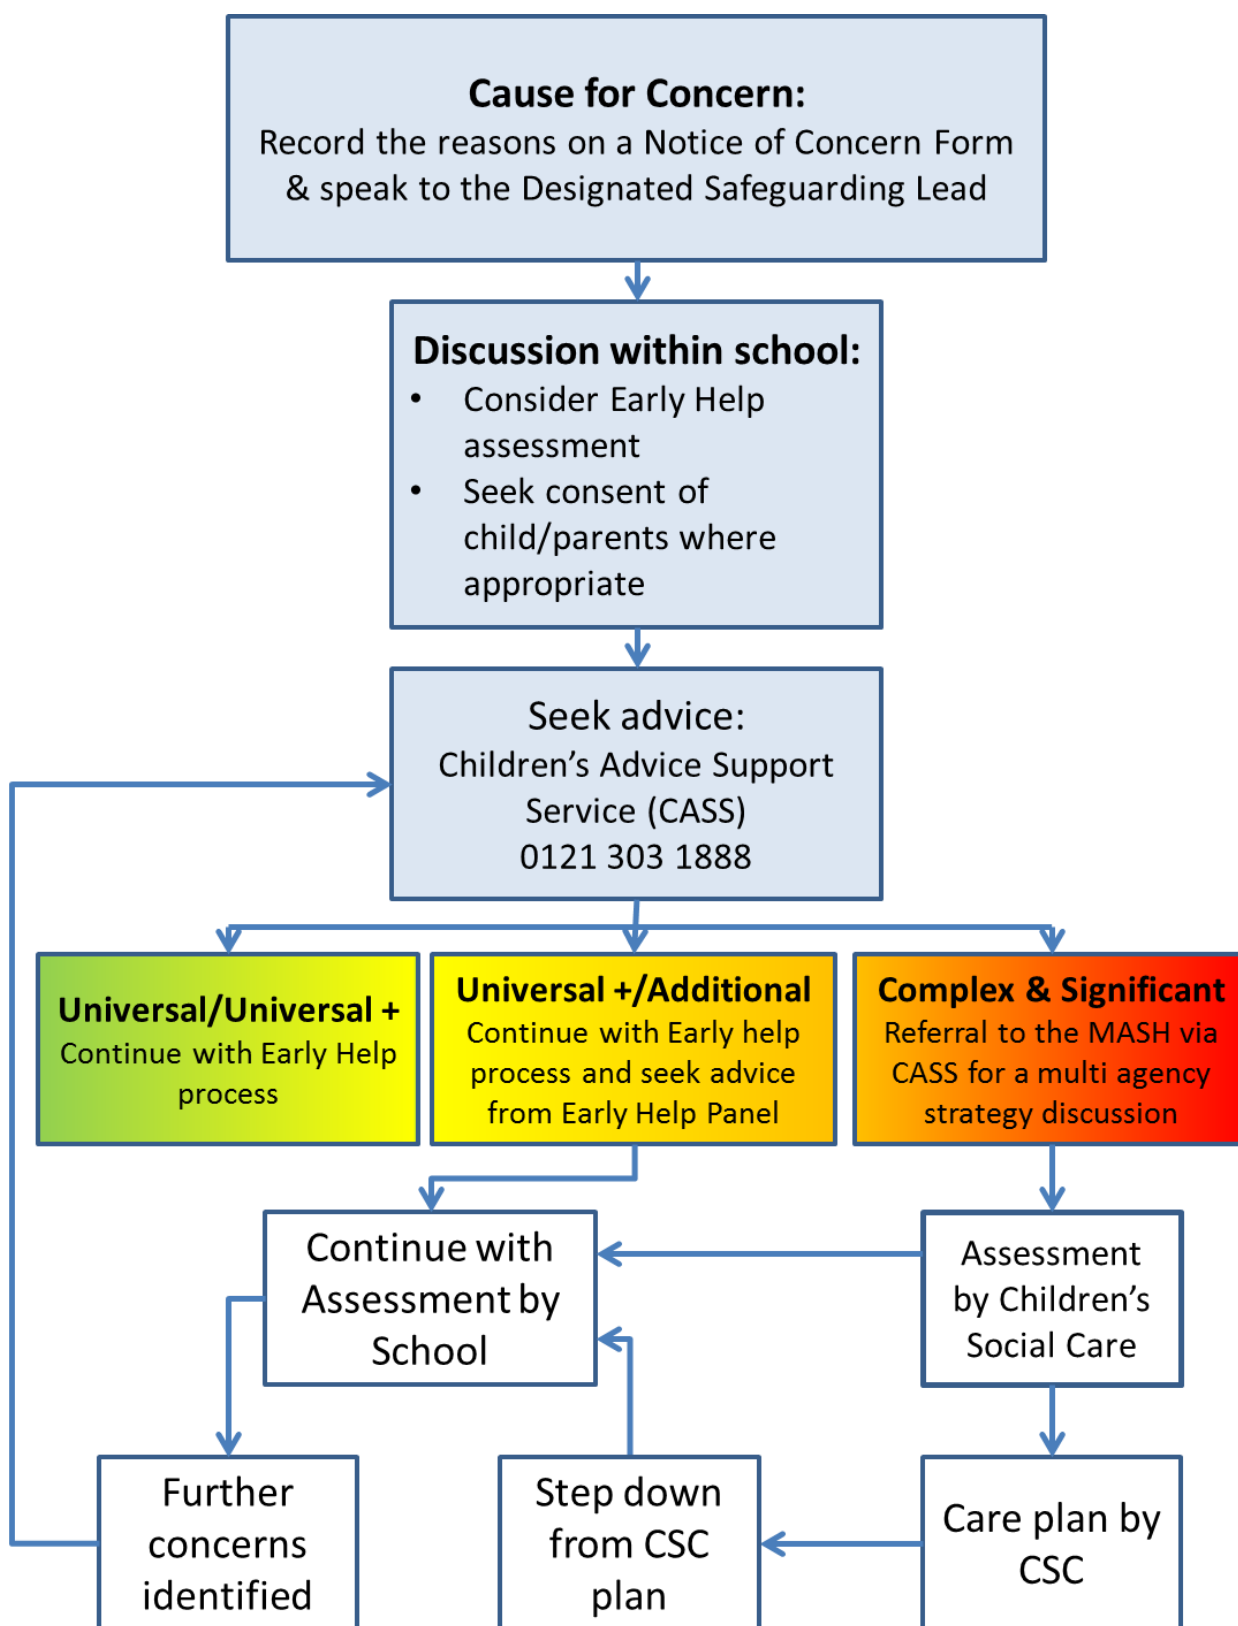 Cause for Concern:
Record the reasons on a Notice of Concern Form
& speak to the Designated Safeguarding Lead
Discussion within school:
• Consider Early Help
assessment
• Seek consent of
child/parents where
appropriate
Seek advice:
Children’s Advice Support
Service (CASS)
0121 303 1888
Universal/Universal +
Continue with Early Help
process
Universal +/Additional
Continue with Early help
process and seek advice
from Early Help Panel
Complex & Significant
Referral to the MASH via
CASS for a multi agency
strategy discussion
Continue with
Assessment by
School
Assessment
by Children’s
Social Care
Further
concerns
identified
Step down
from CSC
plan
Care plan by
CSC